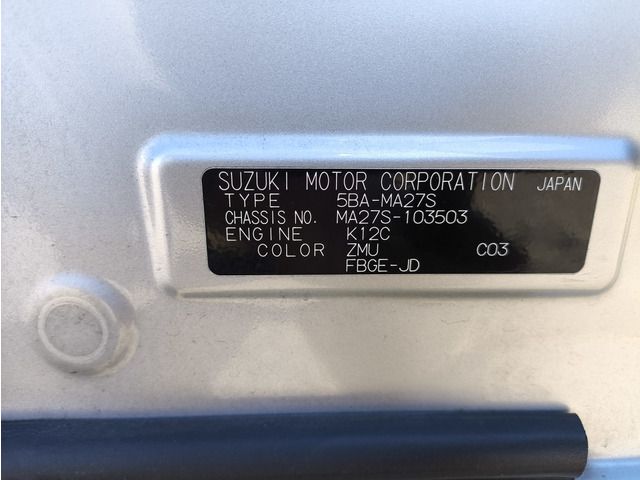 SUZUKI MOTOR CORPORATION JAPAN
TYPE 5BA-MA27S
CHASSIS NO. MA27S-103503
ENGINE K12C
COLOR ZMU C03
FBGE-JD